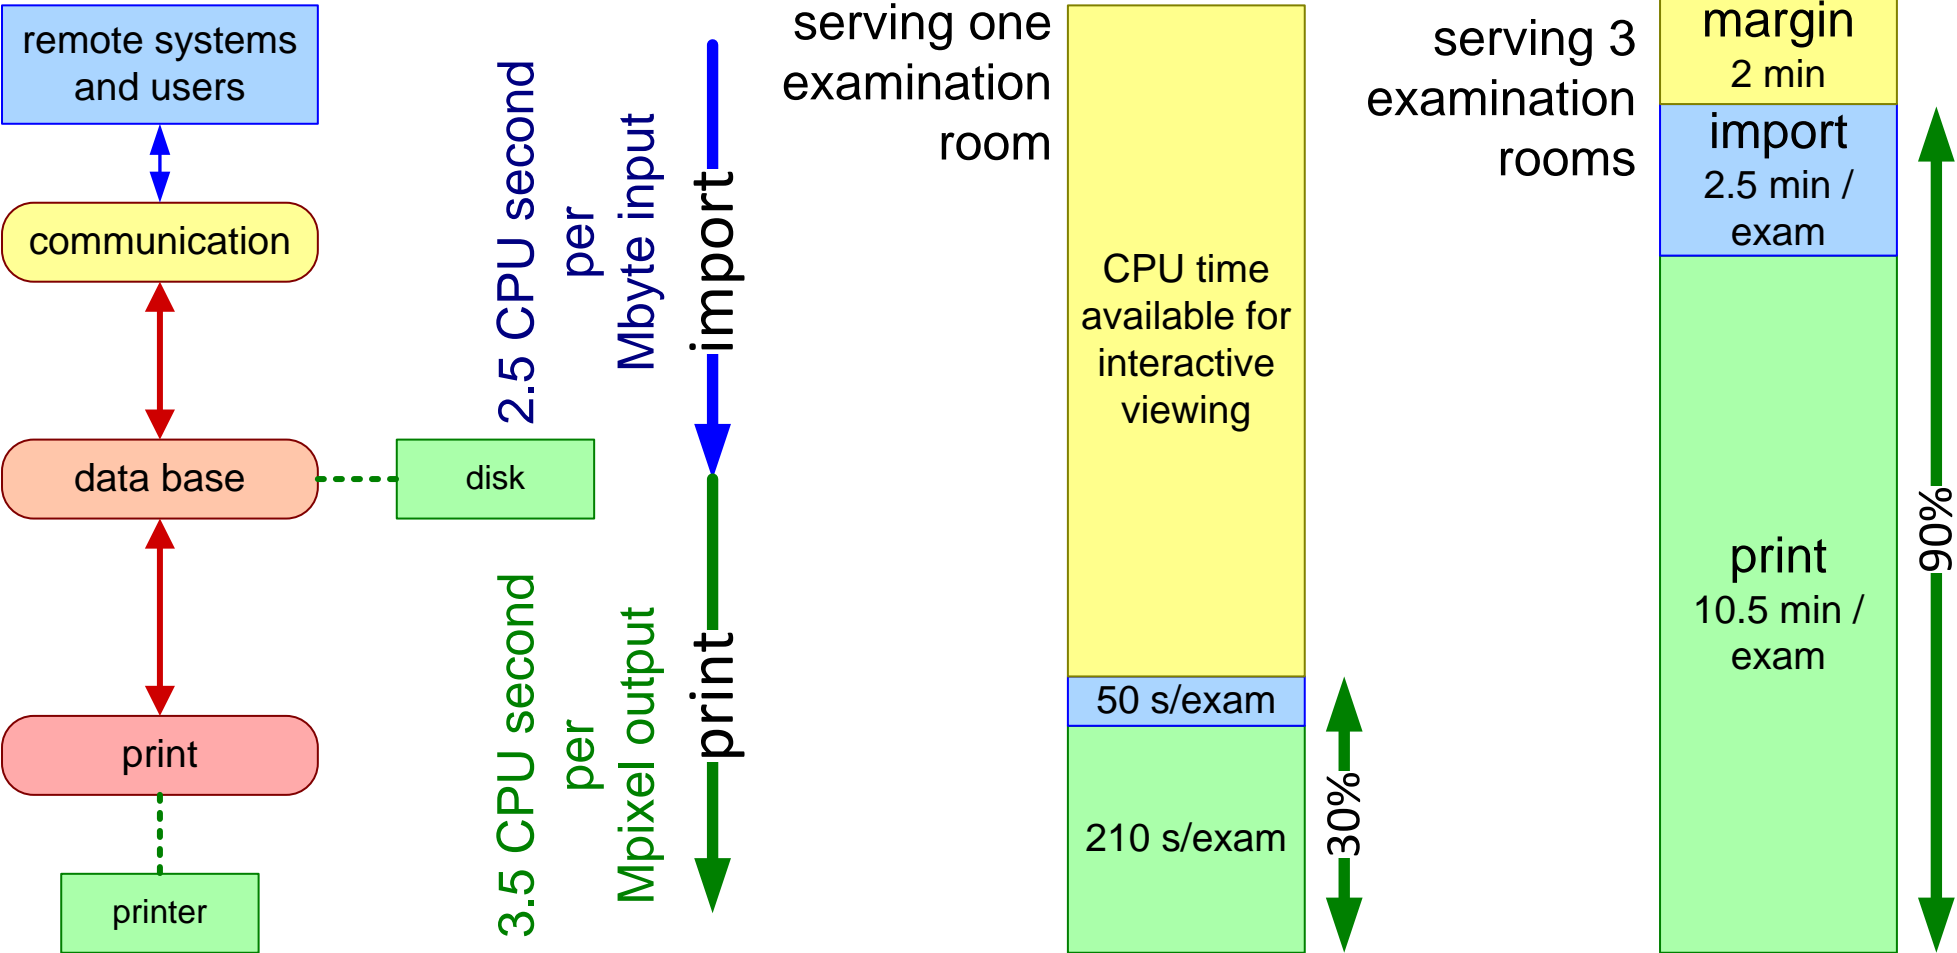 remote systems
and users
communication
data base
disk
print
printer
2.5 CPU second
per
Mbyte input
import
3.5 CPU second
per
Mpixel output
print
serving one
examination
room
CPU time
available for
interactive
viewing
50 s/exam
210 s/exam
30%
serving 3
examination
rooms
margin
2 min
import
2.5 min /
exam
print
10.5 min /
exam
90%